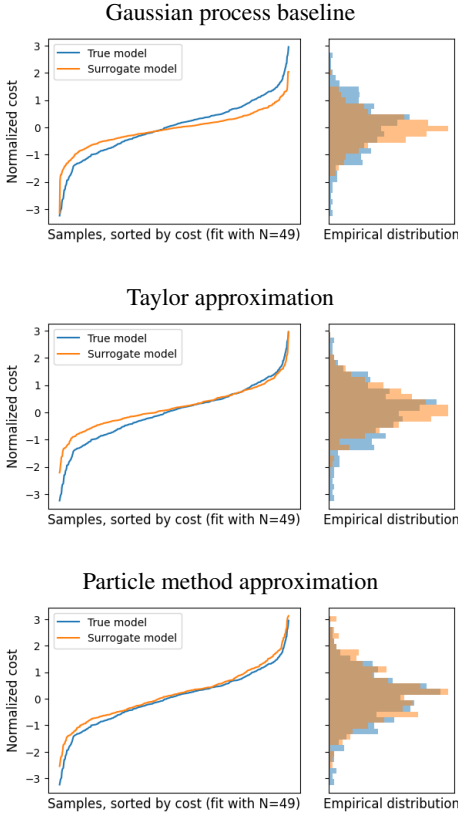 Gaussian process baseline
3
2
1
0
−1
−2
−3
Normalized cost
True model
Surrogate model
Samples, sorted by cost (fit with N=49)
Empirical distribution
Taylor approximation
3
2
1
0
−1
−2
−3
Normalized cost
True model
Surrogate model
Samples, sorted by cost (fit with N=49)
Empirical distribution
Particle method approximation
3
2
1
0
−1
−2
−3
Normalized cost
True model
Surrogate model
Samples, sorted by cost (fit with N=49)
Empirical distribution